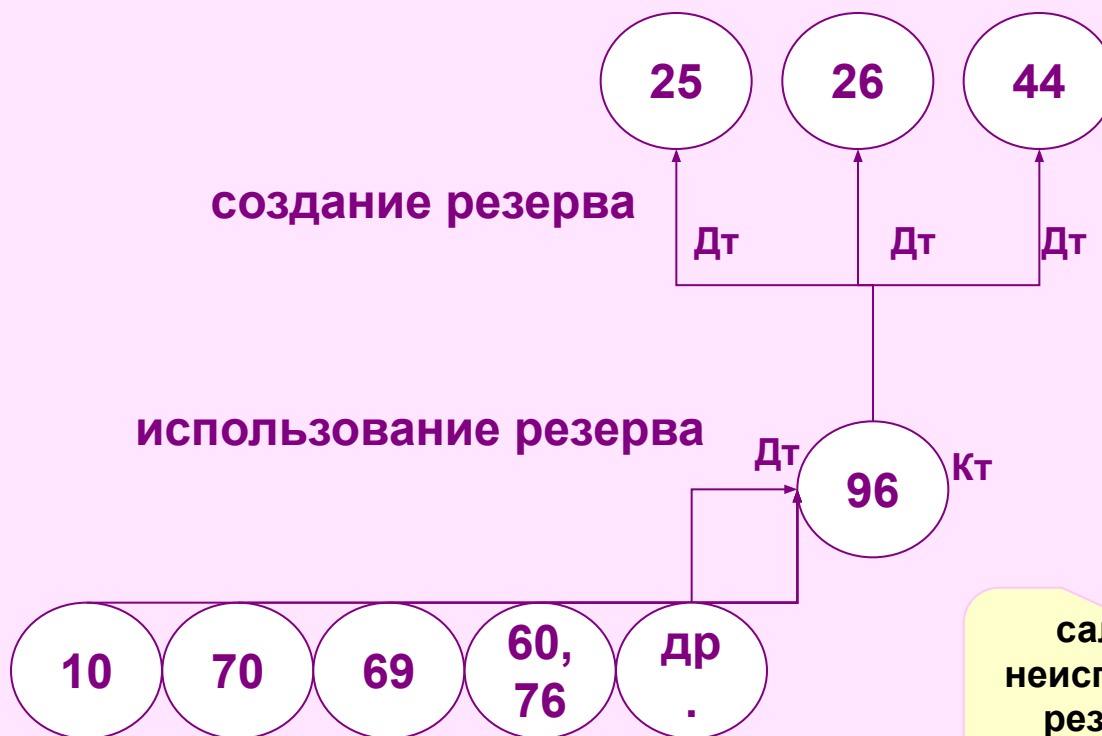 25 26 44
создание резерва
Дт Дт Дт
использование резерва
Дт
Кт
96
10 70 69 60, 76 др .